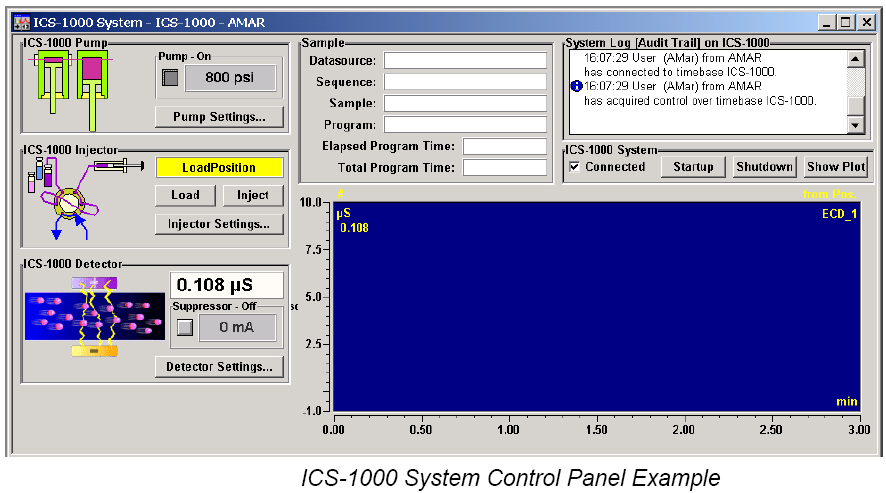 ICS-1000 System - ICS-1000 - AMAR
ICS-1000 Pump
Pump - On
800 psi
Pump Settings...
ICS-1000 Injector
LoadPosition
Load Inject
Injector Settings...
ICS-1000 Detector
0.108 µS
Suppressor - Off
0 mA
Detector Settings...
Sample
Datasource:
Sequence:
Sample:
Program:
Elapsed Program Time:
Total Program Time:
System Log [Audit Trail] on ICS-1000
16:07:29 User (AMar) from AMAR
has connected to timebase ICS-1000.
16:07:29 User (AMar) from AMAR
has acquired control over timebase ICS-1000.
ICS-1000 System
Connected Startup Shutdown Show Plot
10.0
µS ECD_1
0.108
7.5
5.0
2.5
-1.0
min
0.00 0.50 1.00 1.50 2.00 2.50 3.00
ICS-1000 System Control Panel Example